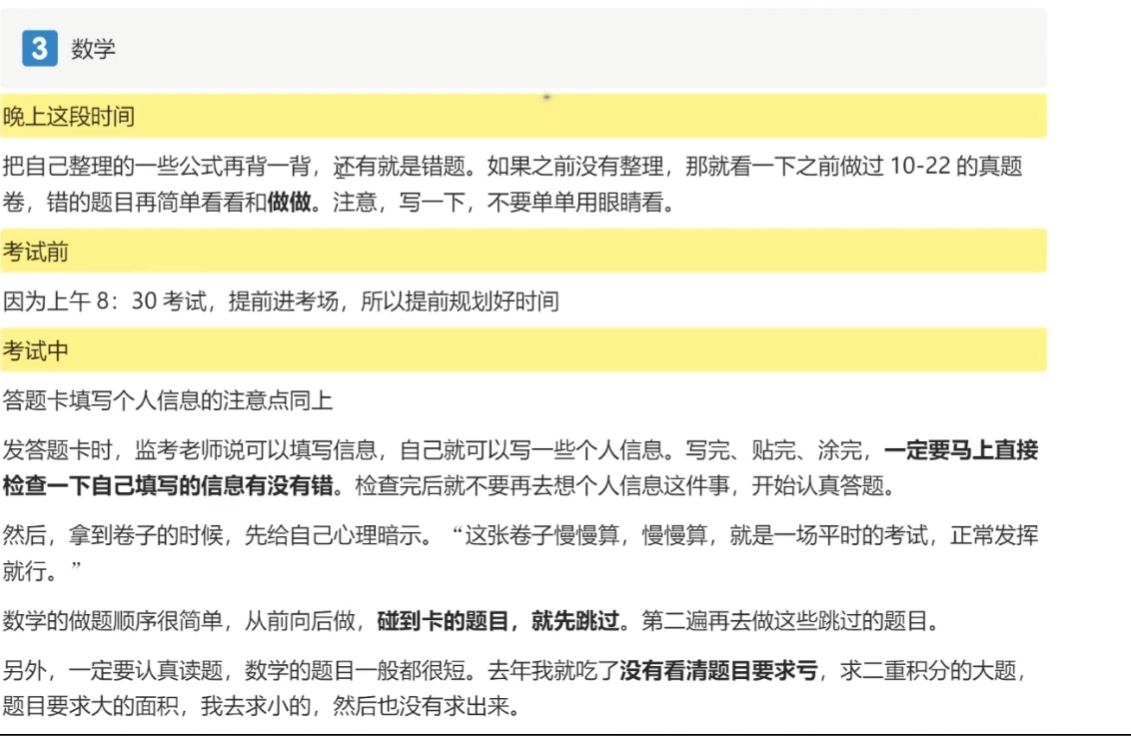 3 数学
晚上这段时间
把自己整理的一些公式再背一背，还有就是错题。如果之前没有整理，那就看一下之前做过 10-22 的真题
卷，错的题目再简单看看和做做。注意，写一下，不要单单用眼睛看。
考试前
因为上午 8：30 考试，提前进考场，所以提前规划好时间
考试中
答题卡填写个人信息的注意点同上
发答题卡时，监考老师说可以填写信息，自己就可以写一些个人信息。写完、贴完、涂完，一定要马上直接
检查一下自己填写的信息有没有错。检查完后就不要再去想个人信息这件事，开始认真答题。
然后，拿到卷子的时候，先给自己心理暗示。“这张卷子慢慢算，慢慢算，就是一场平时的考试，正常发挥
就行。”
数学的做题顺序很简单，从前向后做，碰到卡的题目，就先跳过。第二遍再去做这些跳过的题目。
另外，一定要认真读题，数学的题目一般都很短。去年我就吃了没有看清题目要求亏，求二重积分的大题，
题目要求大的面积，我去求小的，然后也没有求出来。